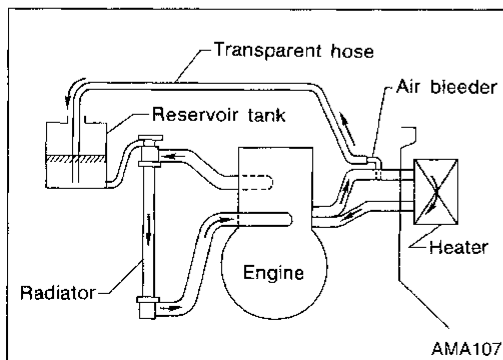 Transparent hose
Air bleeder
Reservoir tank
Engine
Heater
Radiator
AMA107